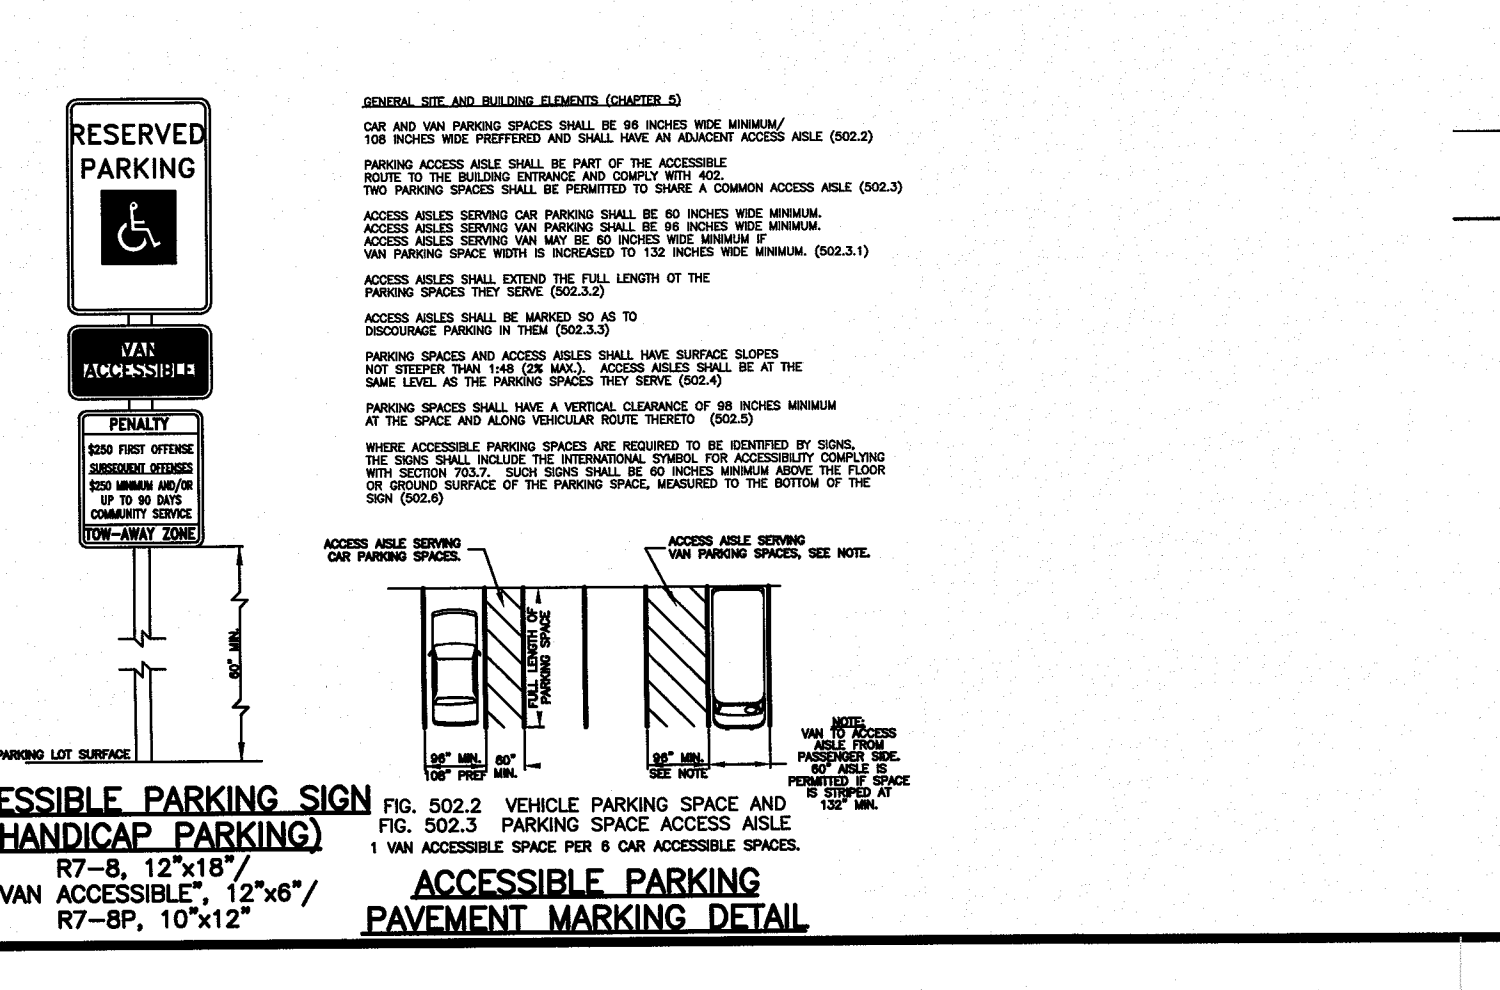 RESERVED
PARKING
VAN
ACCESSIBLE
PENALTY
$250 FIRST OFFENSE
SUBSEQUENT OFFENSES
$250 MINIMUM AND/OR
UP TO 90 DAYS
COMMUNITY SERVICE
TOW-AWAY ZONE
60" MIN.
PARKING LOT SURFACE
ESSIBLE PARKING SIGN
HANDICAP PARKING)
R7-8, 12"x18"/
VAN ACCESSIBLE", 12"x6"/
R7-8P, 10"x12"
GENERAL SITE AND BUILDING ELEMENTS (CHAPTER 5)
CAR AND VAN PARKING SPACES SHALL BE 96 INCHES WIDE MINIMUM/
108 INCHES WIDE PREFFERED AND SHALL HAVE AN ADJACENT ACCESS AISLE (502.2)
PARKING ACCESS AISLE SHALL BE PART OF THE ACCESSIBLE
ROUTE TO THE BUILDING ENTRANCE AND COMPLY WITH 402.
TWO PARKING SPACES SHALL BE PERMITTED TO SHARE A COMMON ACCESS AISLE (502.3)
ACCESS AISLES SERVING CAR PARKING SHALL BE 60 INCHES WIDE MINIMUM.
ACCESS AISLES SERVING VAN PARKING SHALL BE 96 INCHES WIDE MINIMUM.
ACCESS AISLES SERVING VAN MAY BE 60 INCHES WIDE MINIMUM IF
VAN PARKING SPACE WIDTH IS INCREASED TO 132 INCHES WIDE MINIMUM. (502.3.1)
ACCESS AISLES SHALL EXTEND THE FULL LENGTH OT THE
PARKING SPACES THEY SERVE (502.3.2)
ACCESS AISLES SHALL BE MARKED SO AS TO
DISCOURAGE PARKING IN THEM (502.3.3)
PARKING SPACES AND ACCESS AISLES SHALL HAVE SURFACE SLOPES
NOT STEEPER THAN 1:48 (2% MAX.). ACCESS AISLES SHALL BE AT THE
SAME LEVEL AS THE PARKING SPACES THEY SERVE (502.4)
PARKING SPACES SHALL HAVE A VERTICAL CLEARANCE OF 98 INCHES MINIMUM
AT THE SPACE AND ALONG VEHICULAR ROUTE THERETO (502.5)
WHERE ACCESSIBLE PARKING SPACES ARE REQUIRED TO BE IDENTIFIED BY SIGNS,
THE SIGNS SHALL INCLUDE THE INTERNATIONAL SYMBOL FOR ACCESSIBILITY COMPLYING
WITH SECTION 703.7. SUCH SIGNS SHALL BE 60 INCHES MINIMUM ABOVE THE FLOOR
OR GROUND SURFACE OF THE PARKING SPACE, MEASURED TO THE BOTTOM OF THE
SIGN (502.6)
ACCESS AISLE SERVING
CAR PARKING SPACES.
ACCESS AISLE SERVING
VAN PARKING SPACES, SEE NOTE.
FULL LENGTH OF
PARKING SPACE
96" MIN.
108" PREF
60"
MIN.
96" MIN.
SEE NOTE
NOTE:
VAN TO ACCESS
AISLE FROM
PASSENGER SIDE.
60" AISLE IS
PERMITTED IF SPACE
IS STRIPED AT
132" MIN.
FIG. 502.2 VEHICLE PARKING SPACE AND
FIG. 502.3 PARKING SPACE ACCESS AISLE
1 VAN ACCESSIBLE SPACE PER 6 CAR ACCESSIBLE SPACES.
ACCESSIBLE PARKING
PAVEMENT MARKING DETAIL